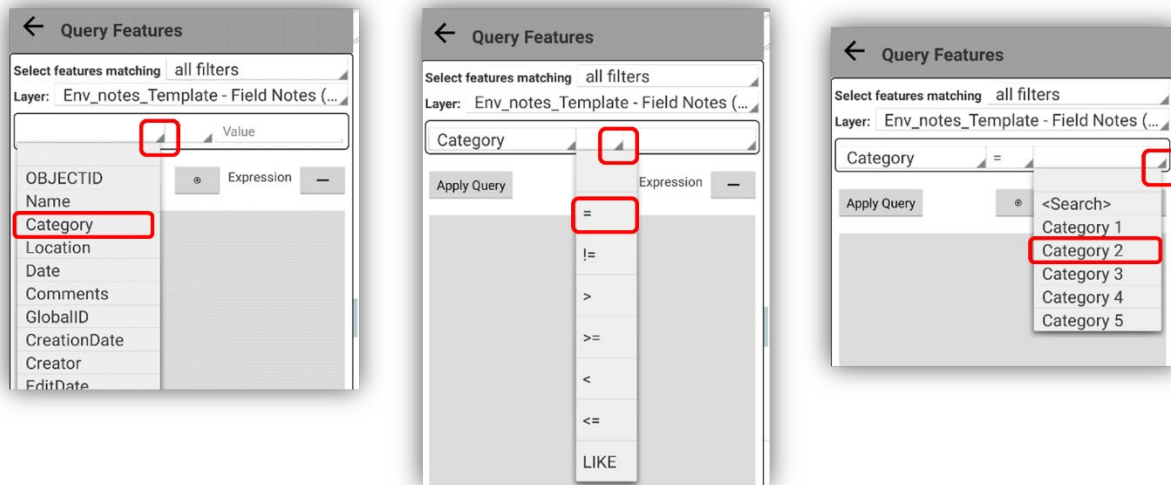 ← Query Features
Select features matching all filters
Layer: Env_notes_Template - Field Notes (...
Value
OBJECTID
Expression –
Name
Category
Location
Date
Comments
GlobalID
CreationDate
Creator
EditDate
← Query Features
Select features matching all filters
Layer: Env_notes_Template - Field Notes (...
Category
Apply Query Expression –
=
!=
>
>=
<
<=
LIKE
← Query Features
Select features matching all filters
Layer: Env_notes_Template - Field Notes (...
Category =
Apply Query <Search>
Category 1
Category 2
Category 3
Category 4
Category 5